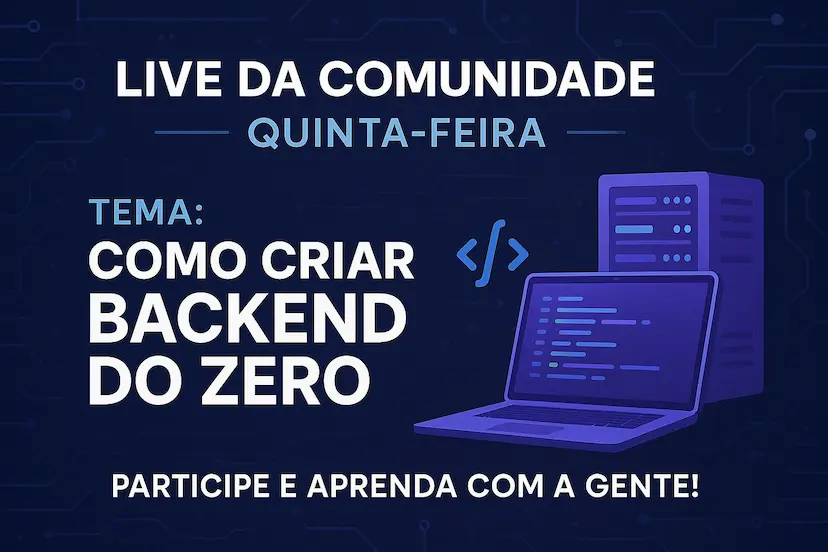 LIVE DA COMUNIDADE
QUINTA-FEIRA
TEMA:
COMO CRIAR
BACKEND
DO ZERO
PARTICIPE E APRENDA COM A GENTE!